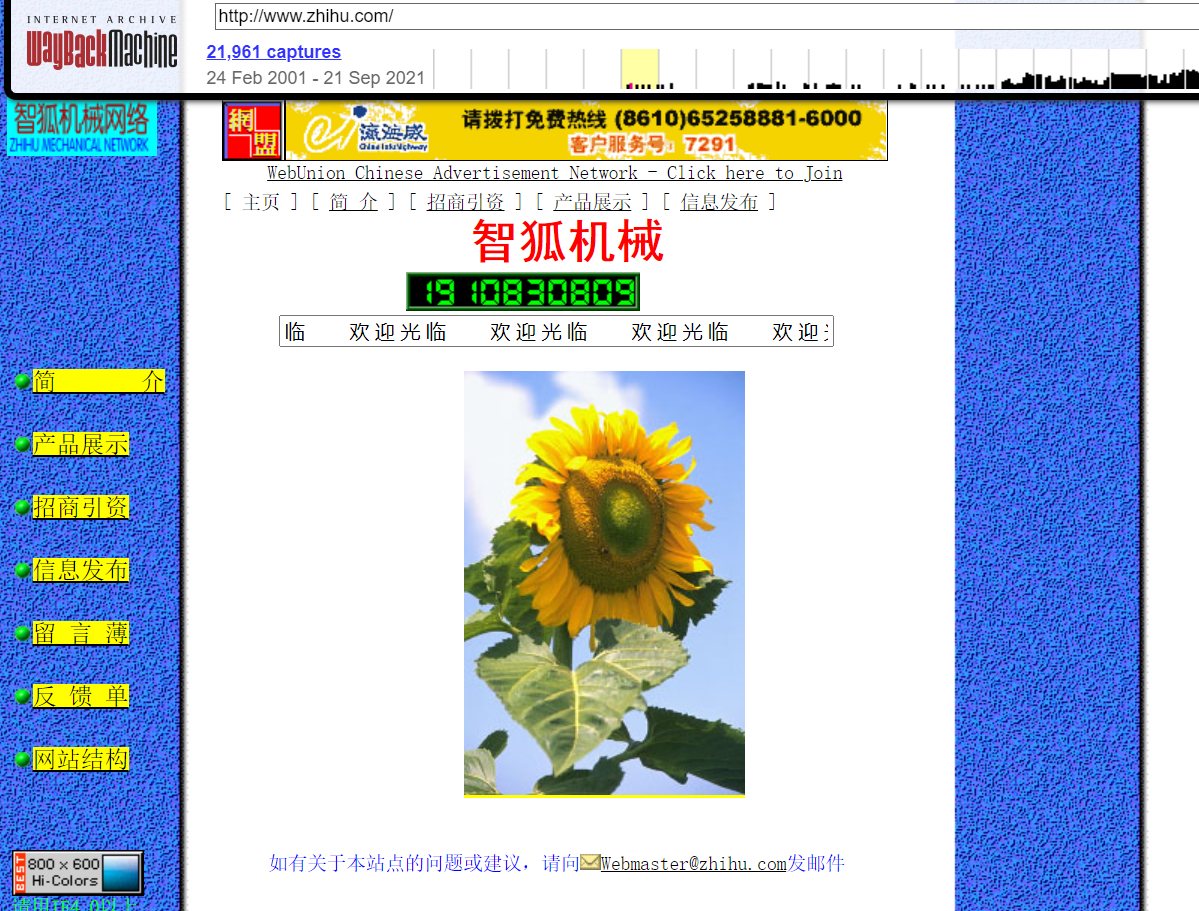 INTERNET ARCHIVE
WayBackMachine
http://www.zhihu.com/
21,961 captures
24 Feb 2001 - 21 Sep 2021
智狐机械网络
ZHIHU MECHANICAL NETWORK
網盟
瀛海威
China InfoHighway
请拨打免费热线 (8610)65258881-6000
客户服务号: 7291
WebUnion Chinese Advertisement Network - Click here to Join
[ 主页 ] [ 简 介 ] [ 招商引资 ] [ 产品展示 ] [ 信息发布 ]
智狐机械
1910830809
临 欢迎光临 欢迎光临 欢迎光临 欢迎
简 介
产品展示
招商引资
信息发布
留 言 薄
反 馈 单
网站结构
如有关于本站点的问题或建议，请向Webmaster@zhihu.com发邮件
BEST
800 x 600
Hi-Colors
请用IE4.0以上